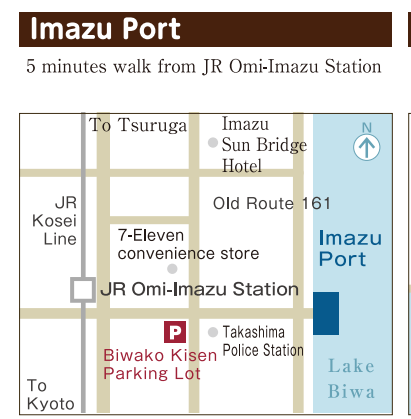 Imazu Port
5 minutes walk from JR Omi-Imazu Station
To Tsuruga
Imazu
Sun Bridge
Hotel
N
JR
Kosei
Line
Old Route 161
7-Eleven
convenience store
Imazu
Port
JR Omi-Imazu Station
P
Takashima
Police Station
Biwako Kisen
Parking Lot
Lake
Biwa
To
Kyoto